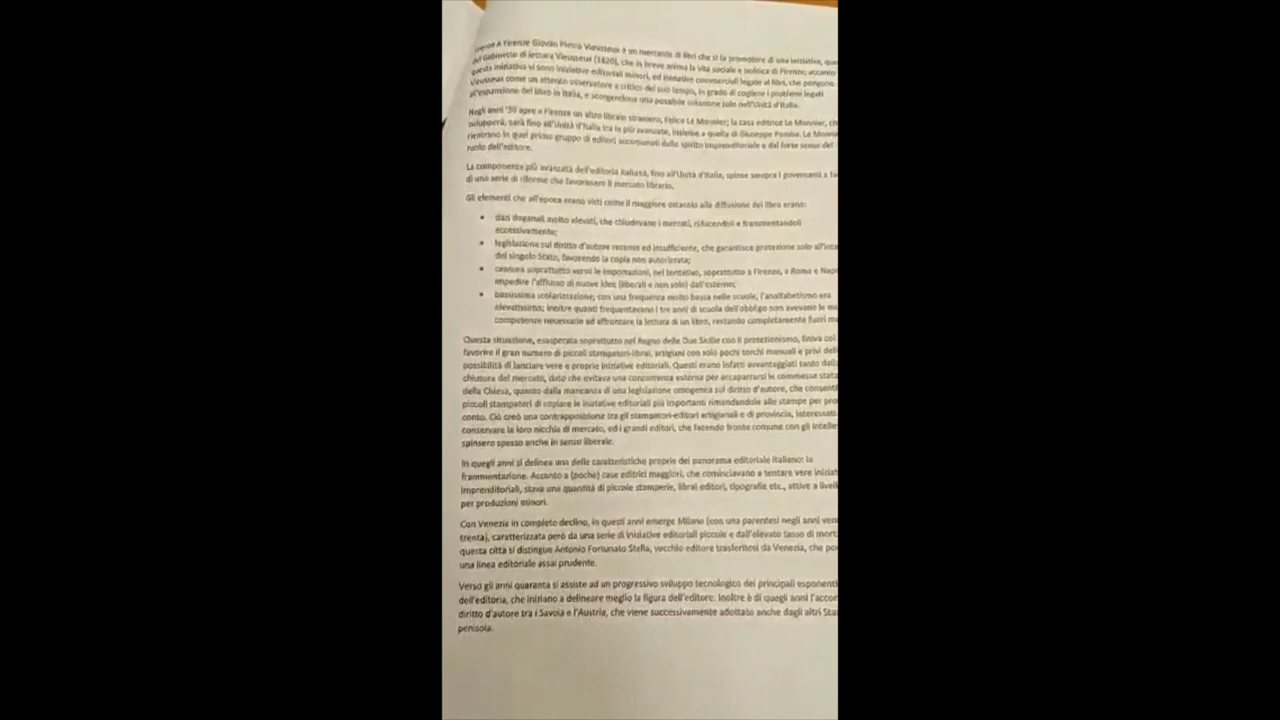 A Firenze Giovan Pietro Vieusseux è un mercante di libri che si fa promotore di una iniziativa,
del Gabinetto di lettura Vieusseux (1820), che in breve anima la vita sociale e politica di Firenze; accanto
questa iniziativa vi sono iniziative editoriali minori, ed iniziative commerciali legate ai libri, che pongono
Vieusseux come un attento osservatore a critico del suo tempo, in grado di cogliere i problemi legati
all'espansione del libro in Italia, e scorgendone una possibile soluzione solo nell'Unità d'Italia.
Negli anni '30 apre a Firenze un altro libraio straniero, Felice Le Monnier; la casa editrice Le Monnier,
svilupperà, sarà fino all'Unità d'Italia tra le più avanzate, insieme a quella di Giuseppe Pomba. Le
rientrano in quel primo gruppo di editori accomunati dallo spirito imprenditoriale e dal forte senso del
ruolo dell'editore.
La componente più avanzata dell'editoria italiana, fino all'Unità d'Italia, spinse sempre i governanti a
di una serie di riforme che favorissero il mercato librario.
Gli elementi che all'epoca erano visti come il maggiore ostacolo alla diffusione del libro erano:
• dazi doganali molto elevati, che chiudevano i mercati, riducendoli e frammentandoli
eccessivamente;
• legislazione sul diritto d'autore recente ed insufficiente, che garantisce protezione solo
del singolo Stato, favorendo la copia non autorizzata;
• censura soprattutto verso le importazioni, nel tentativo, soprattutto a Firenze, a Roma e
impedire l'afflusso di nuove idee (liberali e non solo) dall'esterno;
• bassissima scolarizzazione; con una frequenza molto bassa nelle scuole, l'analfabetismo era
elevatissimo; inoltre quanti frequentavano i tre anni di scuola dell'obbligo non avevano le
competenze necessarie ad affrontare la lettura di un libro, restando completamente fuori
Questa situazione, esasperata soprattutto nel Regno delle Due Sicilie con il protezionismo, finiva col
favorire il gran numero di piccoli stampatori-librai, artigiani con solo pochi torchi manuali e privi
possibilità di lanciare vere e proprie iniziative editoriali. Questi erano infatti avvantaggiati tanto
chiusura del mercato, dato che evitava una concorrenza esterna per accaparrarsi le commesse
della Chiesa, quanto dalla mancanza di una legislazione omogenea sul diritto d'autore, che
piccoli stampatori di copiare le iniziative editoriali più importanti rimandandole alle stampe per
conto. Ciò creò una contrapposizione tra gli stampatori-editori artigianali e di provincia, interessati
conservare la loro nicchia di mercato, ed i grandi editori, che facendo fronte comune con gli
spinsero spesso anche in senso liberale.
In quegli anni si delinea una delle caratteristiche proprie del panorama editoriale italiano: la
frammentazione. Accanto a (poche) case editrici maggiori, che cominciavano a tentare vere
imprenditoriali, stava una quantità di piccole stamperie, librai editori, tipografie etc., attive a
per produzioni minori.
Con Venezia in completo declino, in questi anni emerge Milano (con una parentesi negli anni
trenta), caratterizzata però da una serie di iniziative editoriali piccole e dall'elevato tasso di
questa città si distingue Antonio Fortunato Stella, vecchio editore trasferitosi da Venezia, che
una linea editoriale assai prudente.
Verso gli anni quaranta si assiste ad un progressivo sviluppo tecnologico dei principali esponenti
dell'editoria, che iniziano a delineare meglio la figura dell'editore. Inoltre è di quegli anni
diritto d'autore tra i Savoia e l'Austria, che viene successivamente adottato anche dagli altri
penisola.